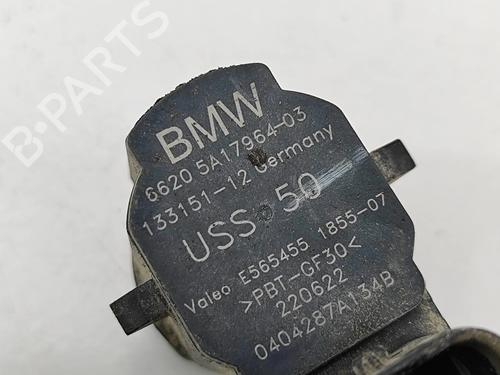 BMW
6620 5A17964-03
133151-12 Germany
USS 50
Valeo E565455 1855-07
>PBT-GF30<
220622
0404287A134B
B-Parts